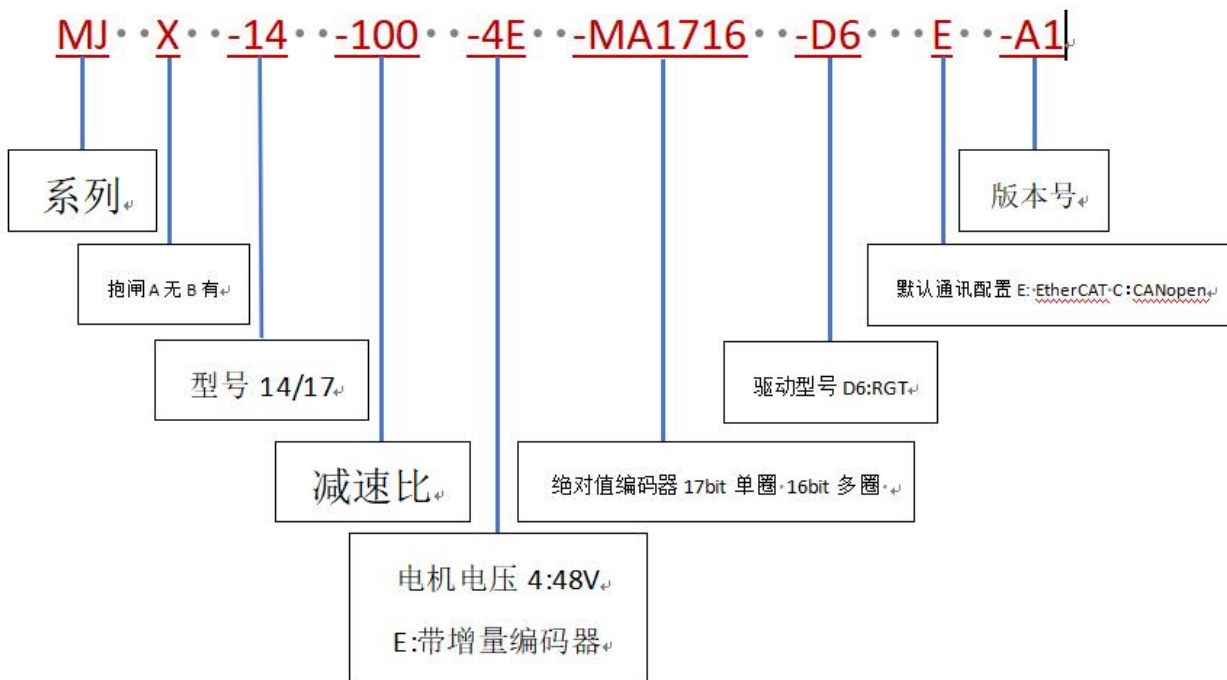 MJ X -14 -100 -4E -MA1716 -D6 E -A1
系列
版本号
抱闸 A 无 B 有
默认通讯配置 E: EtherCAT C：CANopen
型号 14/17
驱动型号 D6:RGT
减速比
绝对值编码器 17bit 单圈 16bit 多圈
电机电压 4:48V
E:带增量编码器